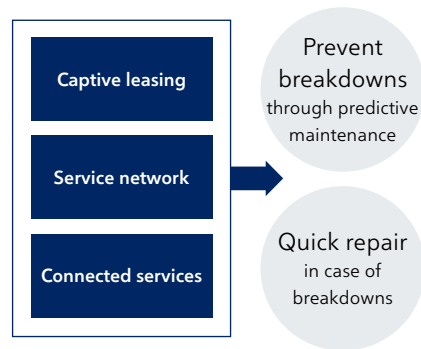 Captive leasing
Service network
Connected services
Prevent
breakdowns
through predictive
maintenance
Quick repair
in case of
breakdowns